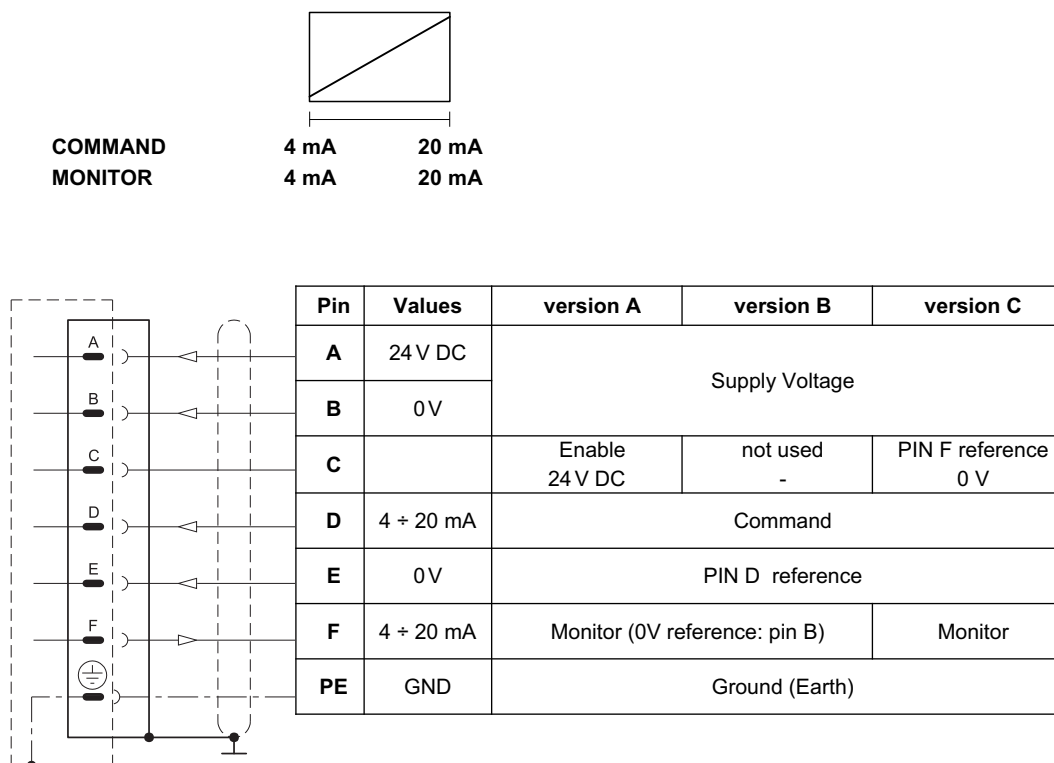 COMMAND 4 mA 20 mA
MONITOR 4 mA 20 mA
Pin Values version A version B version C
A
A 24 V DC
Supply Voltage
B
B 0 V
C
C Enable not used PIN F reference
24 V DC - 0 V
D
D 4 ÷ 20 mA Command
E
E 0 V PIN D reference
F
F 4 ÷ 20 mA Monitor (0V reference: pin B) Monitor
PE GND Ground (Earth)